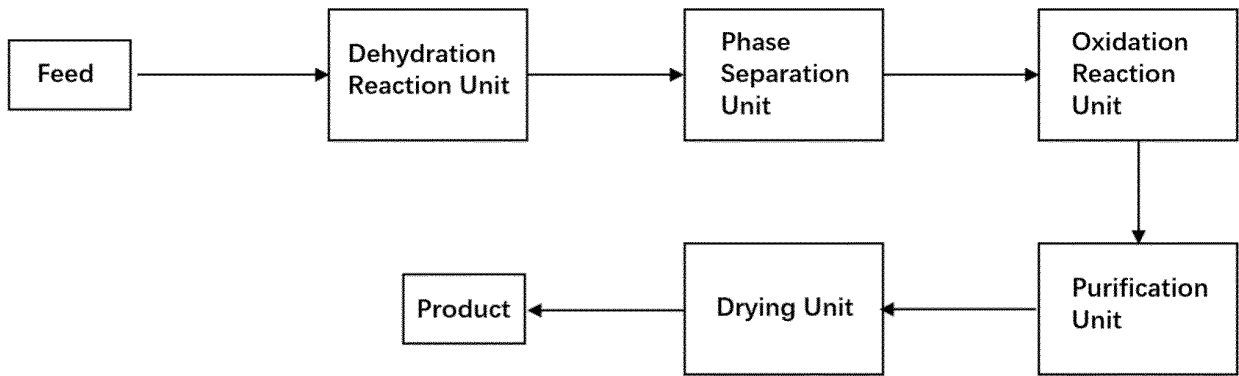 Feed
Dehydration
Reaction Unit
Phase
Separation
Unit
Oxidation
Reaction
Unit
Product
Drying Unit
Purification
Unit